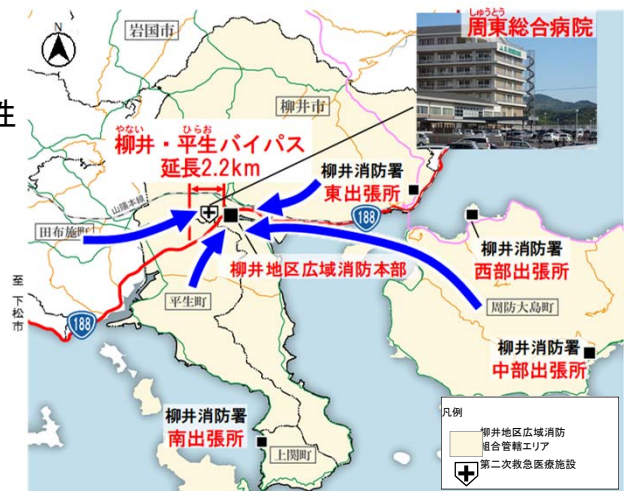 N
岩国市
しゅうとう
周東総合病院
性
柳井市
やない ひらお
柳井・平生バイパス
延長2.2km
柳井消防署
東出張所
山陽本線
田布施町
188
柳井消防署
西部出張所
柳井地区広域消防本部
至 下松市
平生町
周防大島町
188
柳井消防署
中部出張所
柳井消防署
南出張所
上関町
凡例
柳井地区広域消防
組合管轄エリア
第二次救急医療施設